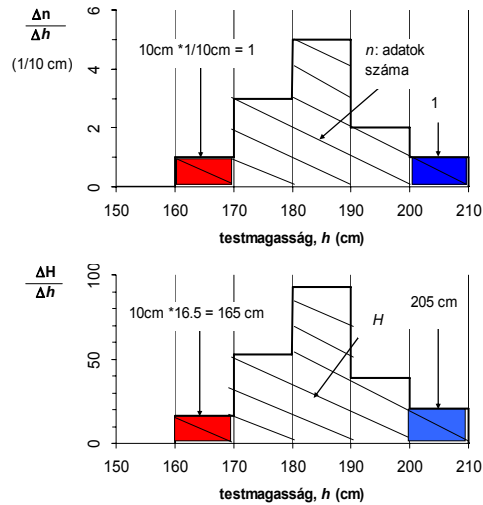 Δn
Δh
(1/10 cm)
6
4
2
0
10cm *1/10cm = 1
n: adatok
száma
1
150 160 170 180 190 200 210
testmagasság, h (cm)
ΔH
Δh
100
50
0
10cm *16.5 = 165 cm
H
205 cm
150 160 170 180 190 200 210
testmagasság, h (cm)